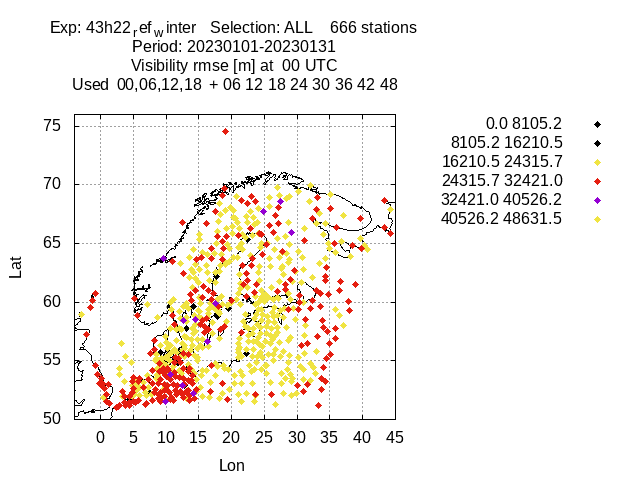 Exp: 43h22refwinter   Selection: ALL    666 stations
Period: 20230101-20230131
Visibility rmse [m] at  00 UTC
Used  00,06,12,18  + 06 12 18 24 30 36 42 48
0.0 8105.2
8105.2 16210.5
16210.5 24315.7
24315.7 32421.0
32421.0 40526.2
40526.2 48631.5
75
70
65
60
55
50
Lat
0 5 10 15 20 25 30 35 40 45
Lon